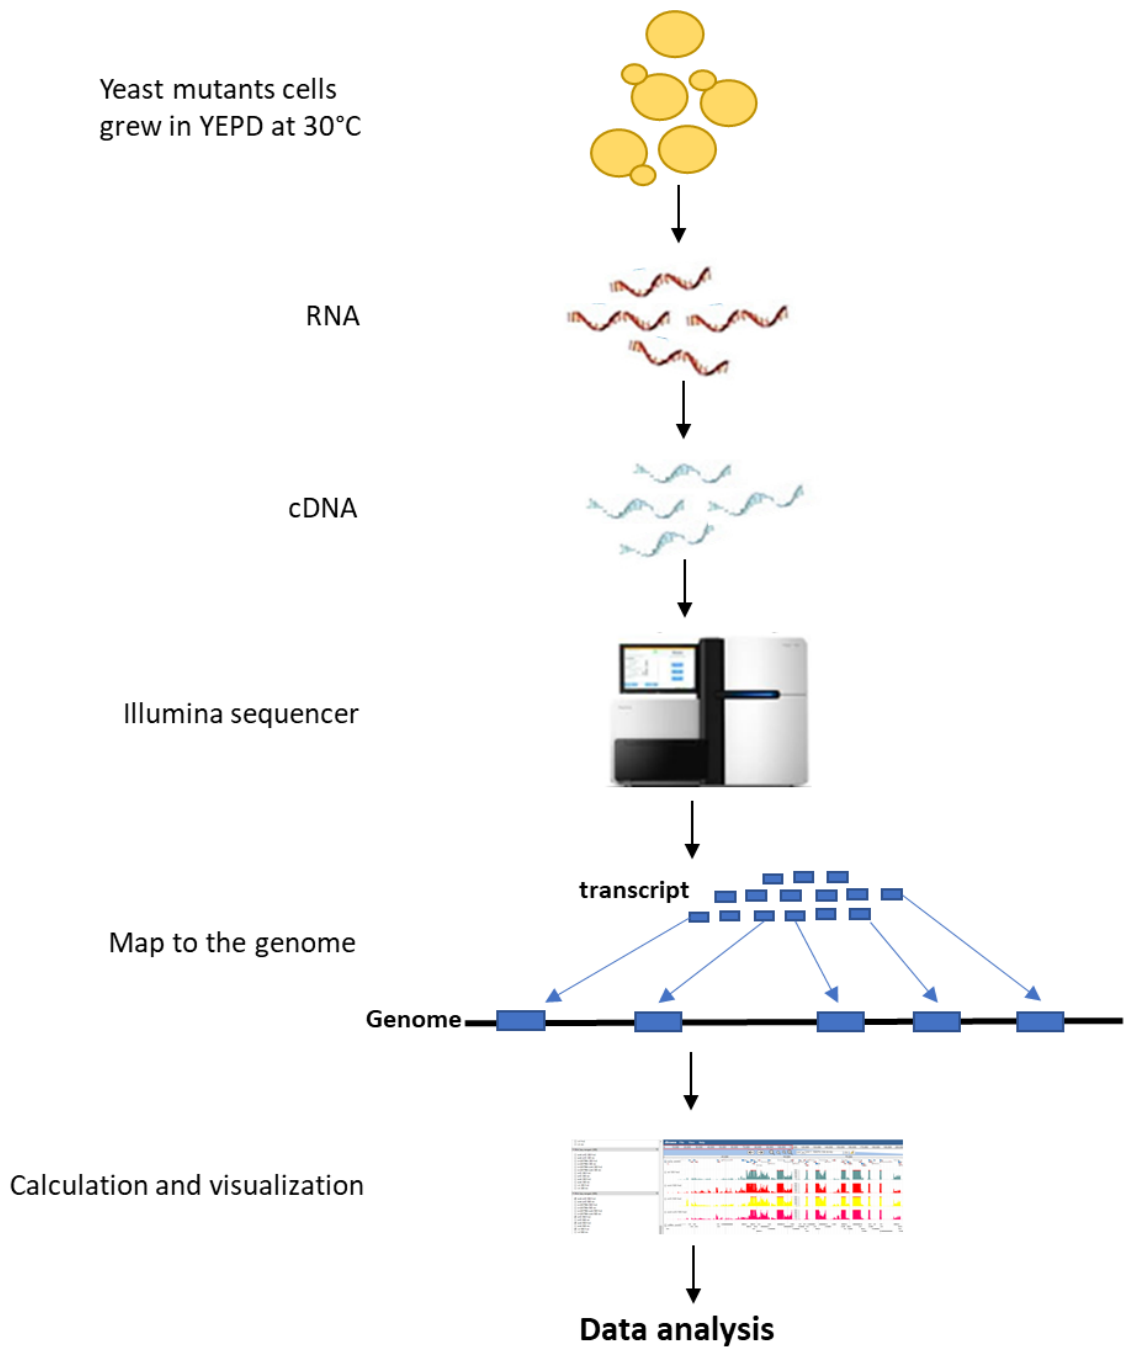 Yeast mutants cells
grew in YEPD at 30°C
RNA
cDNA
Illumina sequencer
transcript
Map to the genome
Genome
Calculation and visualization
Data analysis